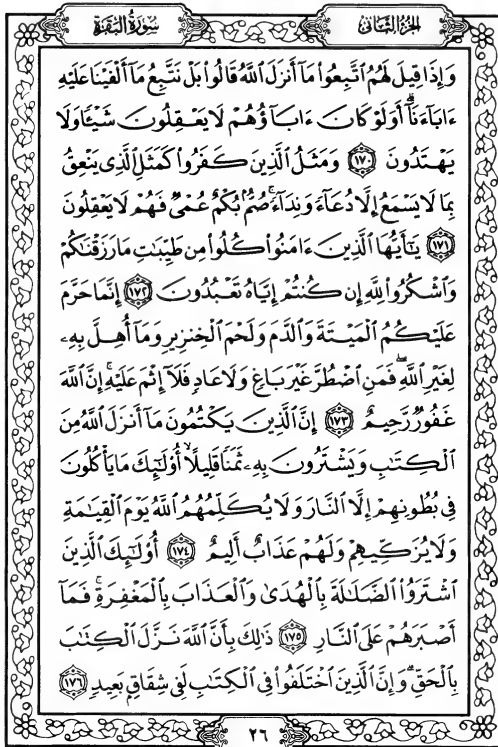 سورة البقرة الجزء الثاني
وَإِذَا قِيلَ لَهُمُ ٱتَّبِعُوا۟ مَآ أَنزَلَ ٱللَّهُ قَالُوا۟ بَلْ نَتَّبِعُ مَآ أَلْفَيْنَا عَلَيْهِ
ءَابَآءَنَآ ۗ أَوَلَوْ كَانَ ءَابَآؤُهُمْ لَا يَعْقِلُونَ شَيْـًٔا وَلَا
يَهْتَدُونَ ١٧٠ وَمَثَلُ ٱلَّذِينَ كَفَرُوا۟ كَمَثَلِ ٱلَّذِى يَنْعِقُ
بِمَا لَا يَسْمَعُ إِلَّا دُعَآءً وَنِدَآءً ۚ صُمٌّۢ بُكْمٌ عُمْىٌ فَهُمْ لَا يَعْقِلُونَ
١٧١ يَـٰٓأَيُّهَا ٱلَّذِينَ ءَامَنُوا۟ كُلُوا۟ مِن طَيِّبَـٰتِ مَا رَزَقْنَـٰكُمْ
وَٱشْكُرُوا۟ لِلَّهِ إِن كُنتُمْ إِيَّاهُ تَعْبُدُونَ ١٧٢ إِنَّمَا حَرَّمَ
عَلَيْكُمُ ٱلْمَيْتَةَ وَٱلدَّمَ وَلَحْمَ ٱلْخِنزِيرِ وَمَآ أُهِلَّ بِهِۦ
لِغَيْرِ ٱللَّهِ ۖ فَمَنِ ٱضْطُرَّ غَيْرَ بَاغٍ وَلَا عَادٍ فَلَآ إِثْمَ عَلَيْهِ ۚ إِنَّ ٱللَّهَ
غَفُورٌ رَّحِيمٌ ١٧٣ إِنَّ ٱلَّذِينَ يَكْتُمُونَ مَآ أَنزَلَ ٱللَّهُ مِنَ
ٱلْكِتَـٰبِ وَيَشْتَرُونَ بِهِۦ ثَمَنًا قَلِيلًا ۙ أُو۟لَـٰٓئِكَ مَا يَأْكُلُونَ
فِى بُطُونِهِمْ إِلَّا ٱلنَّارَ وَلَا يُكَلِّمُهُمُ ٱللَّهُ يَوْمَ ٱلْقِيَـٰمَةِ
وَلَا يُزَكِّيهِمْ وَلَهُمْ عَذَابٌ أَلِيمٌ ١٧٤ أُو۟لَـٰٓئِكَ ٱلَّذِينَ
ٱشْتَرَوُا۟ ٱلضَّلَـٰلَةَ بِٱلْهُدَىٰ وَٱلْعَذَابَ بِٱلْمَغْفِرَةِ ۚ فَمَآ
أَصْبَرَهُمْ عَلَى ٱلنَّارِ ١٧٥ ذَٰلِكَ بِأَنَّ ٱللَّهَ نَزَّلَ ٱلْكِتَـٰبَ
بِٱلْحَقِّ ۗ وَإِنَّ ٱلَّذِينَ ٱخْتَلَفُوا۟ فِى ٱلْكِتَـٰبِ لَفِى شِقَاقٍۭ بَعِيدٍ ١٧٦
٢٦